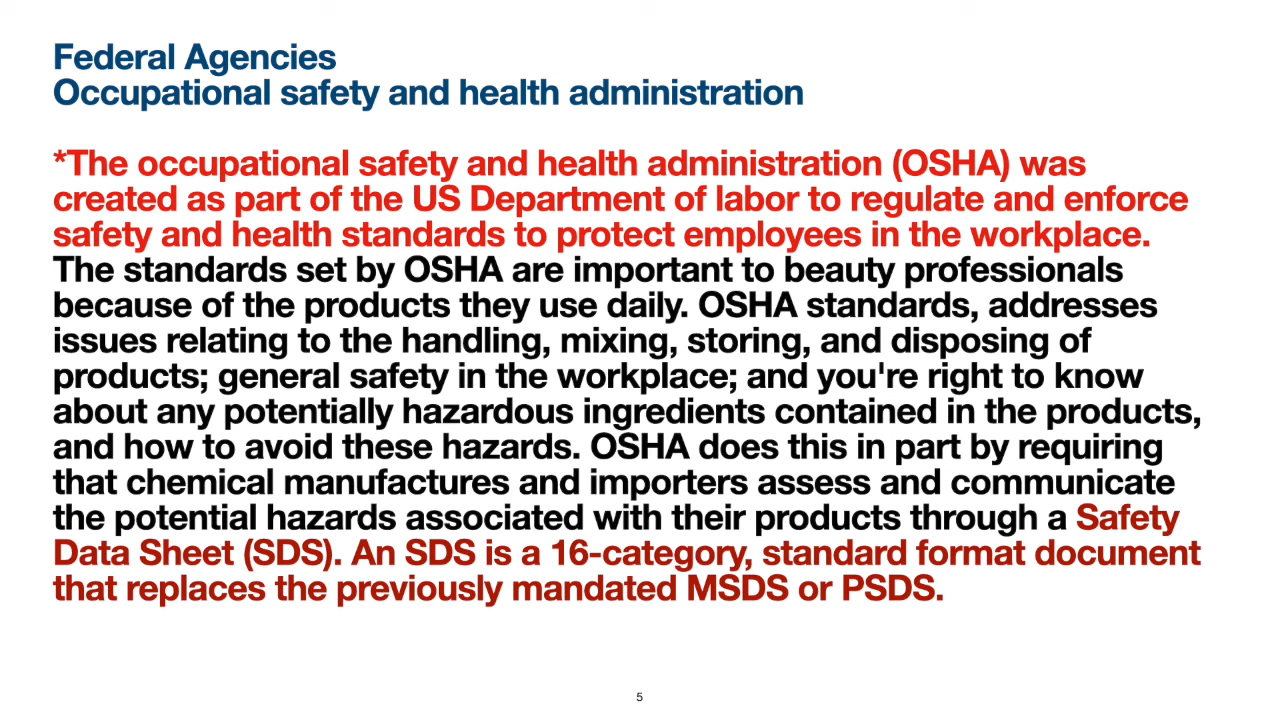 Federal Agencies
Occupational safety and health administration
*The occupational safety and health administration (OSHA) was
created as part of the US Department of labor to regulate and enforce
safety and health standards to protect employees in the workplace.
The standards set by OSHA are important to beauty professionals
because of the products they use daily. OSHA standards, addresses
issues relating to the handling, mixing, storing, and disposing of
products; general safety in the workplace; and you're right to know
about any potentially hazardous ingredients contained in the products,
and how to avoid these hazards. OSHA does this in part by requiring
that chemical manufactures and importers assess and communicate
the potential hazards associated with their products through a Safety
Data Sheet (SDS). An SDS is a 16-category, standard format document
that replaces the previously mandated MSDS or PSDS.
5